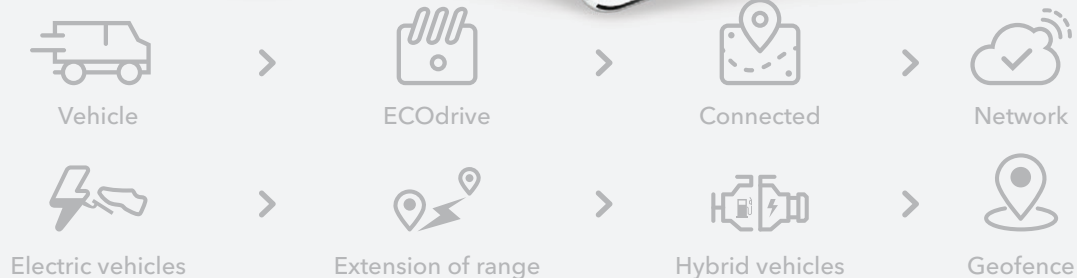 Vehicle
ECOdrive
Connected
Network
Electric vehicles
Extension of range
Hybrid vehicles
Geofence